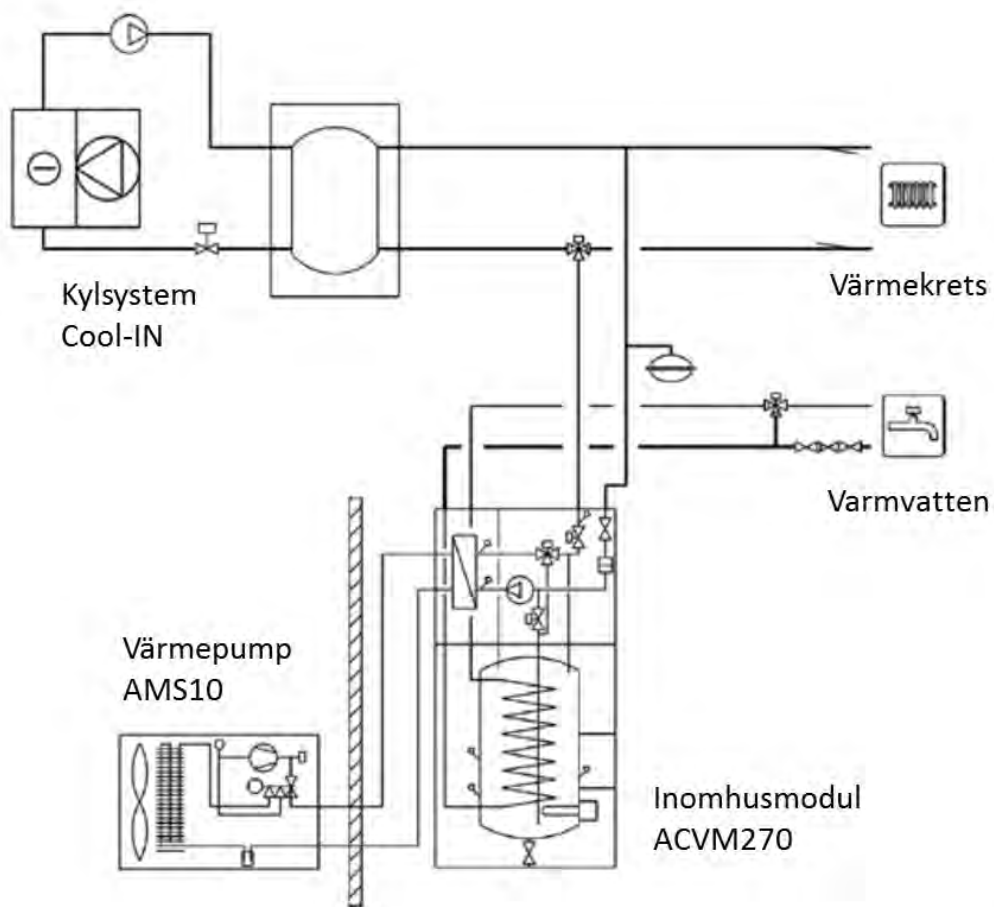 Kylsystem
Cool-IN
Värmekrets
Varmvatten
Värmepump
AMS10
Inomhusmodul
ACVM270